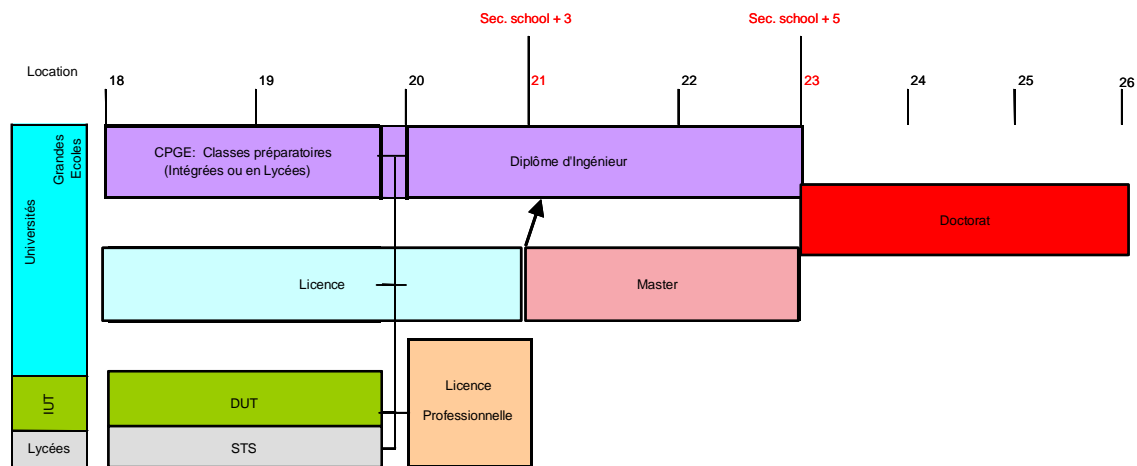 Sec. school + 3
Sec. school + 5
Location
18
19
20
21
22
23
24
25
26
Grandes
Ecoles
Universités
CPGE: Classes préparatoires
(Intégrées ou en Lycées)
Diplôme d'Ingénieur
Doctorat
Licence
Master
IUT
DUT
Licence
Professionnelle
Lycées
STS